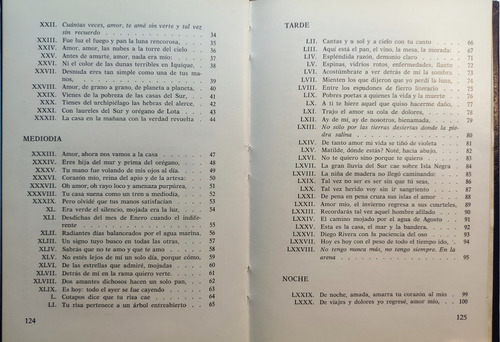 XXII. Cuántas veces, amor, te amé sin verte y tal vez
sin recuerdo . . . . . . . . . . 34
XXIII. Fue luz el fuego y pan la luna rencorosa, . . 35
XXIV. Amor, amor, las nubes a la torre del cielo . . 36
XXV. Antes de amarte, amor, nada era mío: . . . 37
XXVI. Ni el color de las dunas terribles en Iquique, . 38
XXVII. Desnuda eres tan simple como una de tus ma-
nos, . . . . . . . . . . 39
XXVIII. Amor, de grano a grano, de planeta a planeta, . 40
XXIX. Vienes de la pobreza de las casas del Sur, . . 41
XXX. Tienes del archipiélago las hebras del alerce, . 42
XXXI. Con laureles del Sur y orégano de Lota . . 43
XXXII. La casa en la mañana con la verdad revuelta . 44
MEDIODIA
XXXIII. Amor, ahora nos vamos a la casa . . . . 47
XXXIV. Eres hija del mar y prima del orégano, . . . 48
XXXV. Tu mano fue volando de mis ojos al día. . . 49
XXXVI. Corazón mío, reina del apio y de la artesa: . . 50
XXXVII. Oh amor, oh rayo loco y amenaza purpúrea, . 51
XXXVIII. Tu casa suena como un tren a mediodía, . . 52
XXXIX. Pero olvidé que tus manos satisfacían . . . 53
XL. Era verde el silencio, mojada era la luz, . . 54
XLI. Desdichas del mes de Enero cuando el indife-
rente . . . . . . . . . . 55
XLII. Radiantes días balanceados por el agua marina, 56
XLIII. Un signo tuyo busco en todas las otras, . . . 57
XLIV. Sabrás que no te amo y que te amo . . . . 58
XLV. No estés lejos de mí un solo día, porque cómo, . 59
XLVI. De las estrellas que admiré, mojadas . . . 60
XLVII. Detrás de mí en la rama quiero verte. . . . 61
XLVIII. Dos amantes dichosos hacen un solo pan, . . 62
XLIX. Es hoy: todo el ayer se fue cayendo . . . . 63
L. Cotapos dice que tu risa cae . . . . . . 64
LI. Tu risa pertenece a un árbol entreabierto . . 65
124
TARDE
LII. Cantas y a sol y a cielo con tu canto . . . 66
LIII. Aquí está el pan, el vino, la mesa, la morada: . 67
LIV. Espléndida razón, demonio claro . . . . . 68
LV. Espinas, vidrios rotos, enfermedades, llanto . 70
LVI. Acostúmbrate a ver detrás de mí la sombra . . 71
LVII. Mienten los que dijeron que yo perdí la luna, . 72
LVIII. Entre los espadones de fierro literario . . . 73
LIX. Pobres poetas a quienes la vida y la muerte . 74
LX. A ti te hiere aquel que quiso hacerme daño, . 75
LXI. Trajo el amor su cola de dolores, . . . . 76
LXII. Ay de mí, ay de nosotros, bienamada, . . . 79
LXIII. No sólo por las tierras desiertas donde la pie-
dra salina . . . . . . . . . . 80
LXIV. De tanto amor mi vida se tiñó de violeta . . 81
LXV. Matilde, dónde estás? Noté, hacia abajo, . . 82
LXVI. No te quiero sino porque te quiero . . . . 83
LXVII. La gran lluvia del Sur cae sobre Isla Negra . 84
LXVIII. La niña de madera no llegó caminando: . . . 85
LXIX. Tal vez no ser es ser sin que tú seas, . . . 86
LXX. Tal vez herido voy sin ir sangriento . . . . 87
LXXI. De pena en pena cruza sus islas el amor . . 88
LXXII. Amor mío, el invierno regresa a sus cuarteles, . 89
LXXIII. Recordarás tal vez aquel hombre afilado . . 90
LXXIV. El camino mojado por el agua de Agosto . . 91
LXXV. Esta es la casa, el mar y la bandera. . . . 92
LXXVI. Diego Rivera con la paciencia del oso . . . 93
LXXVII. Hoy es hoy con el peso de todo el tiempo ido, . 94
LXXVIII. No tengo nunca más, no tengo siempre. En la
arena . . . . . . . . . . 95
NOCHE
LXXIX. De noche, amada, amarra tu corazón al mío . 99
LXXX. De viajes y dolores yo regresé, amor mío, . . 100
125